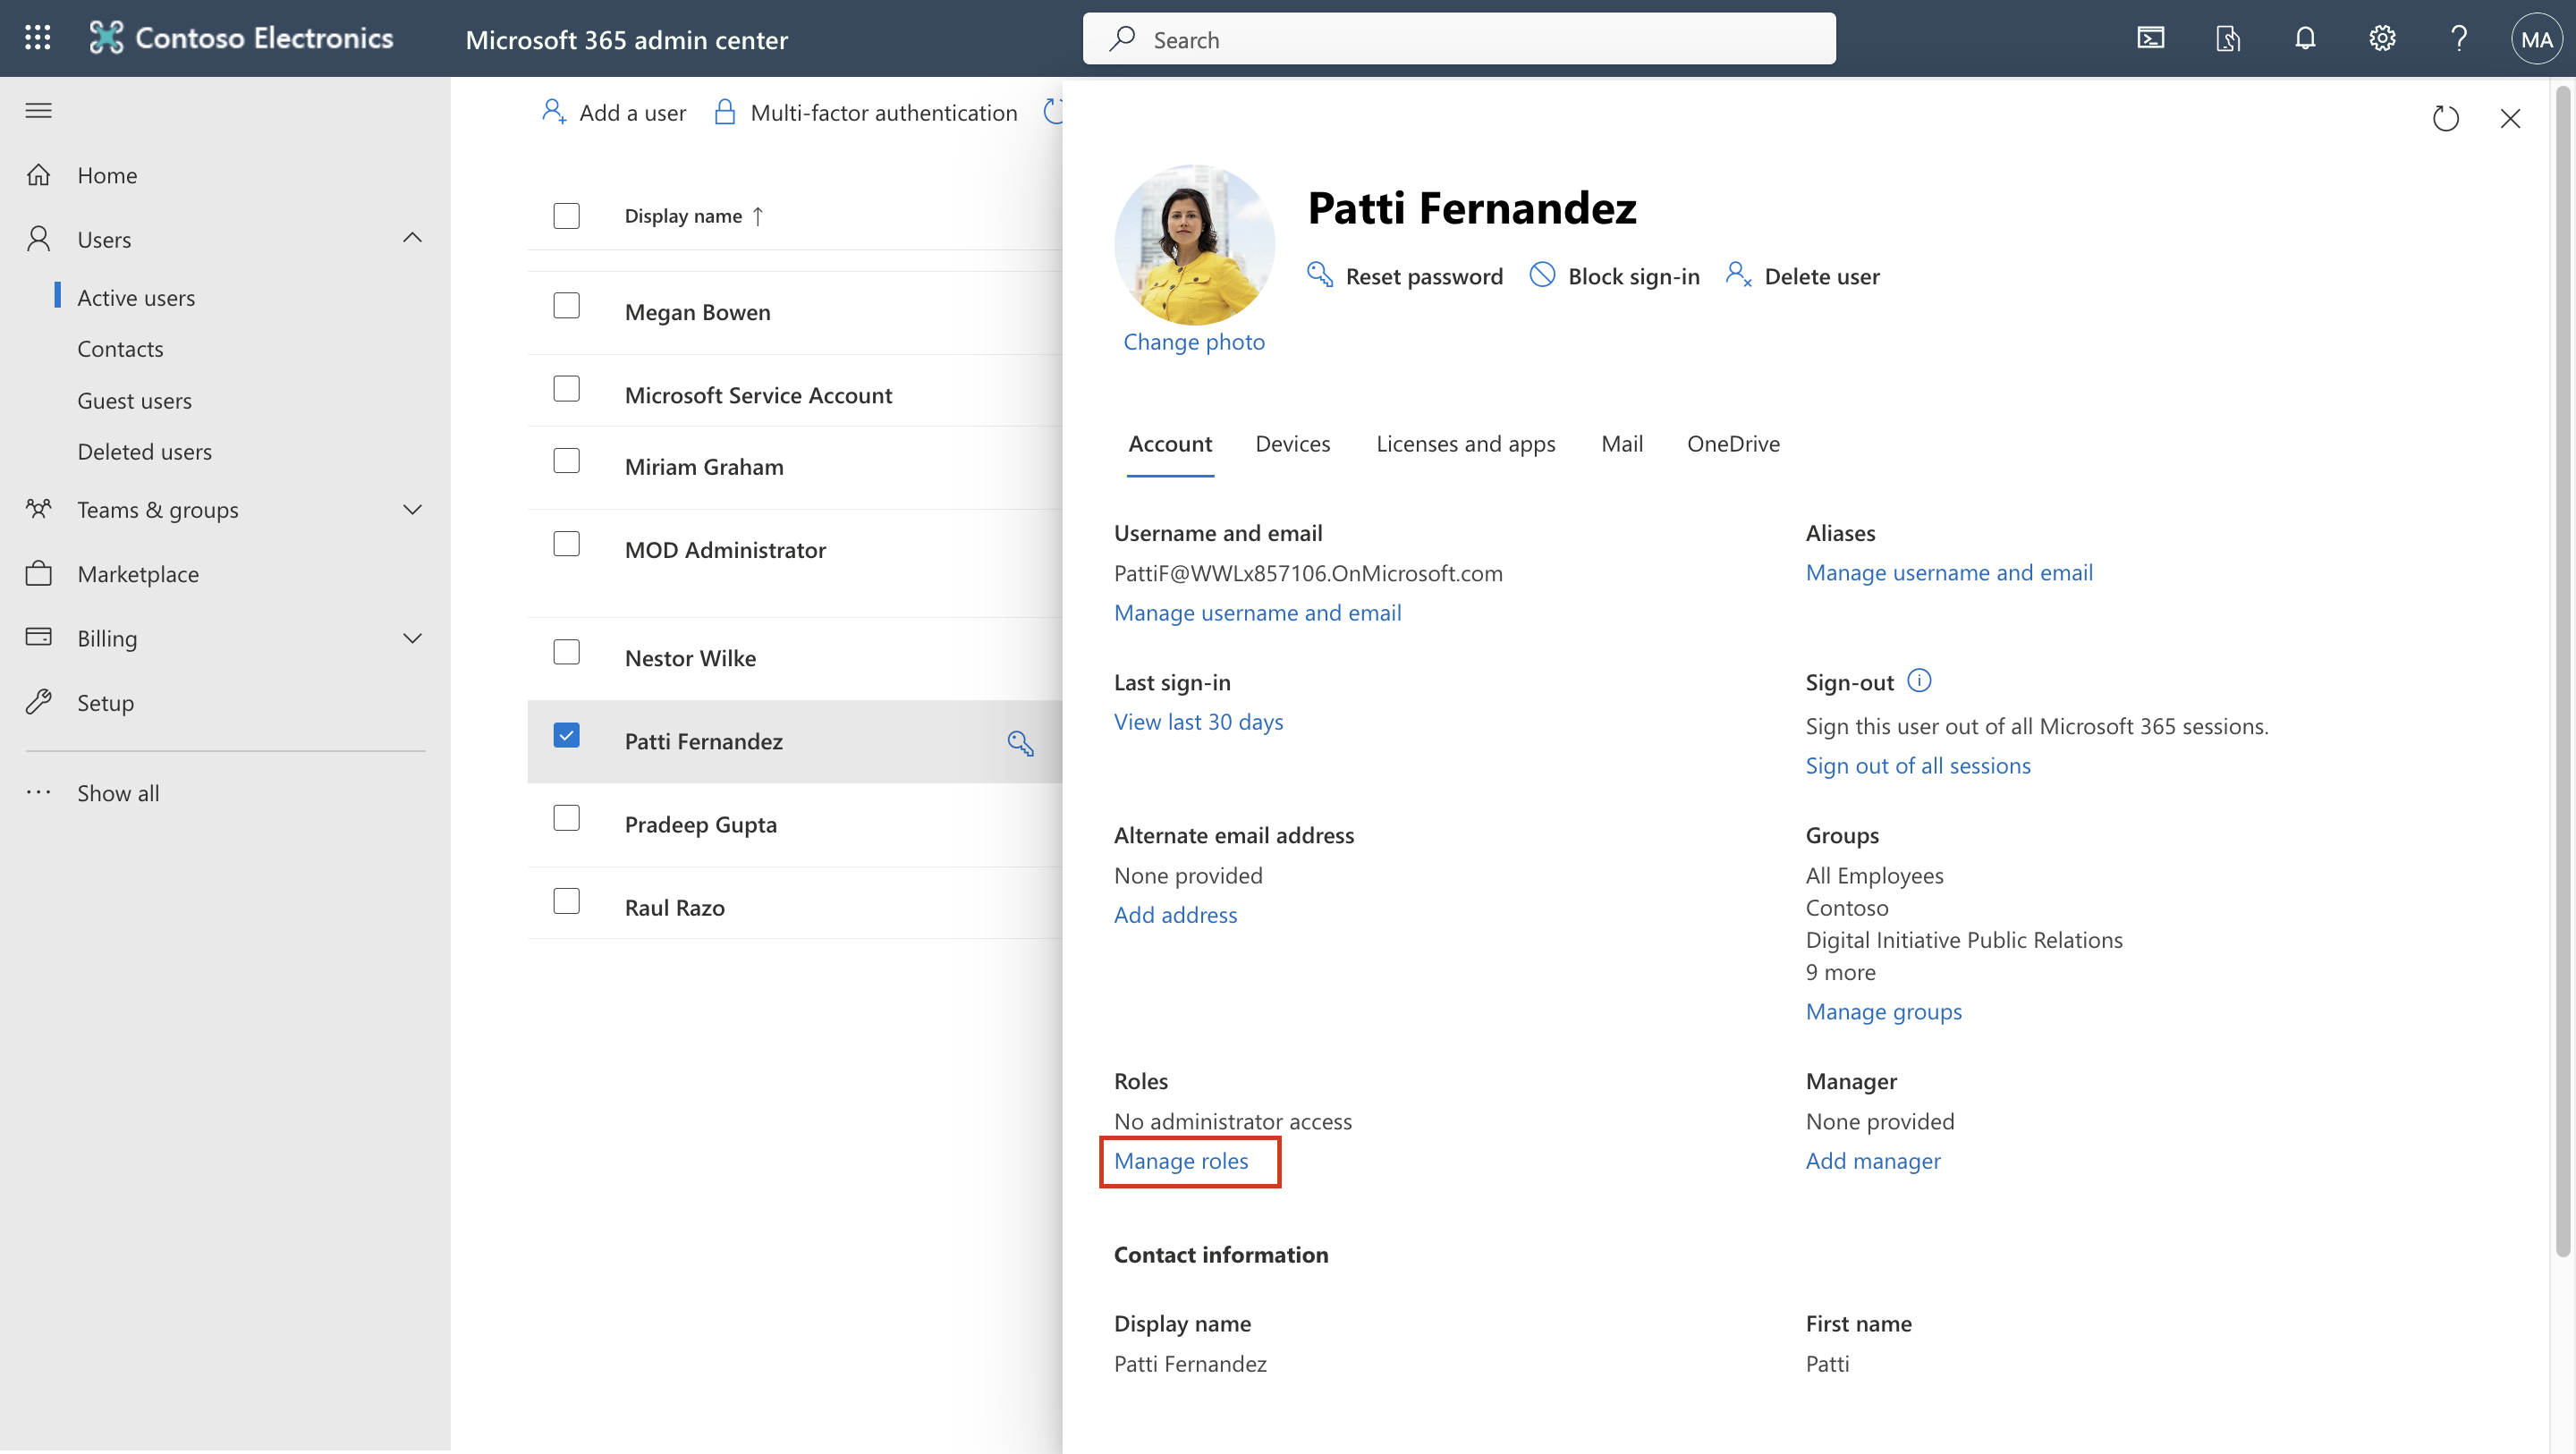 Contoso Electronics
Microsoft 365 admin center
Search
MA
Home
Users
Active users
Contacts
Guest users
Deleted users
Teams & groups
Marketplace
Billing
Setup
Show all
Add a user
Multi-factor authentication
Display name ↑
Megan Bowen
Microsoft Service Account
Miriam Graham
MOD Administrator
Nestor Wilke
Patti Fernandez
Pradeep Gupta
Raul Razo
Patti Fernandez
Reset password
Block sign-in
Delete user
Change photo
Account
Devices
Licenses and apps
Mail
OneDrive
Username and email
PattiF@WWLx857106.OnMicrosoft.com
Manage username and email
Aliases
Manage username and email
Last sign-in
View last 30 days
Sign-out
Sign this user out of all Microsoft 365 sessions.
Sign out of all sessions
Alternate email address
None provided
Add address
Groups
All Employees
Contoso
Digital Initiative Public Relations
9 more
Manage groups
Roles
No administrator access
Manage roles
Manager
None provided
Add manager
Contact information
Display name
Patti Fernandez
First name
Patti